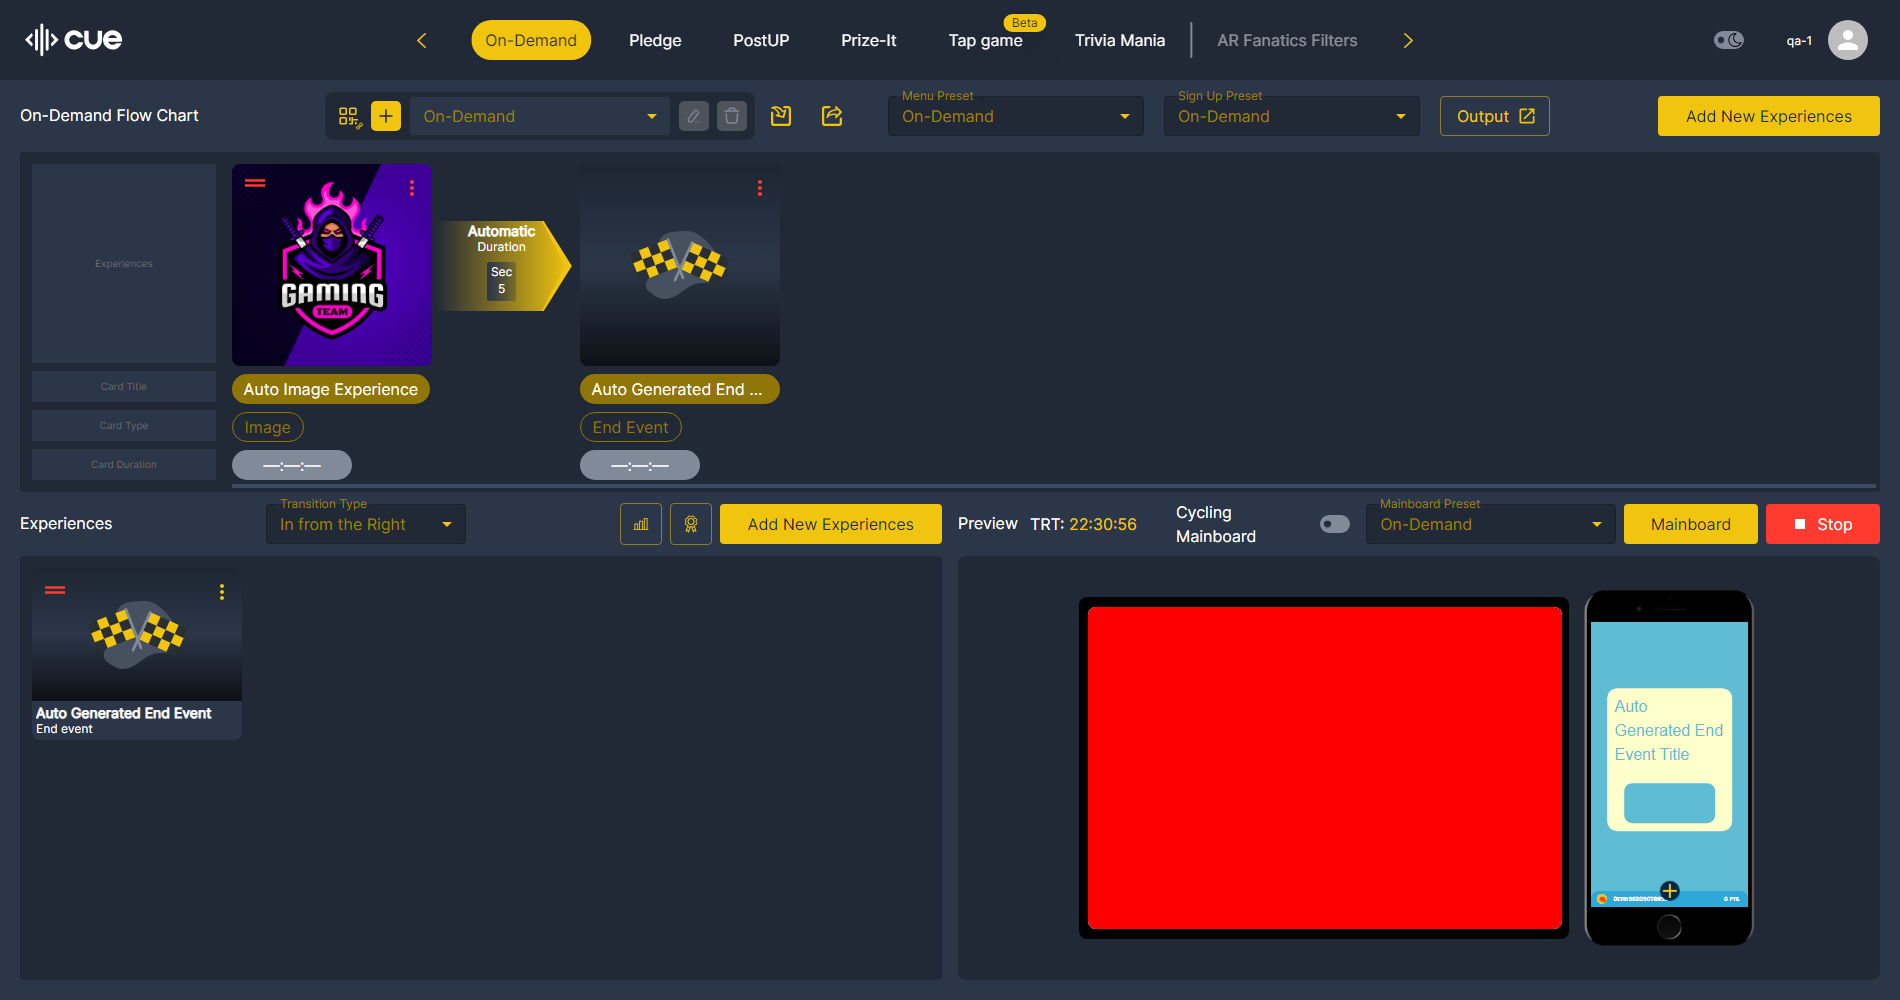 cue
On-Demand
Pledge
PostUP
Prize-It
Beta
Tap game
Trivia Mania
AR Fanatics Filters
qa-1
On-Demand Flow Chart
On-Demand
Menu Preset
On-Demand
Sign Up Preset
On-Demand
Output
Add New Experiences
Experiences
GAMING
TEAM
Automatic
Duration
Sec
5
Card Title
Auto Image Experience
Auto Generated End ...
Card Type
Image
End Event
Card Duration
—:—:—
—:—:—
Experiences
Transition Type
In from the Right
Add New Experiences
Preview
TRT: 22:30:56
Cycling
Mainboard
Mainboard Preset
On-Demand
Mainboard
Stop
Auto Generated End Event
End event
Auto
Generated End
Event Title
0 PTS.